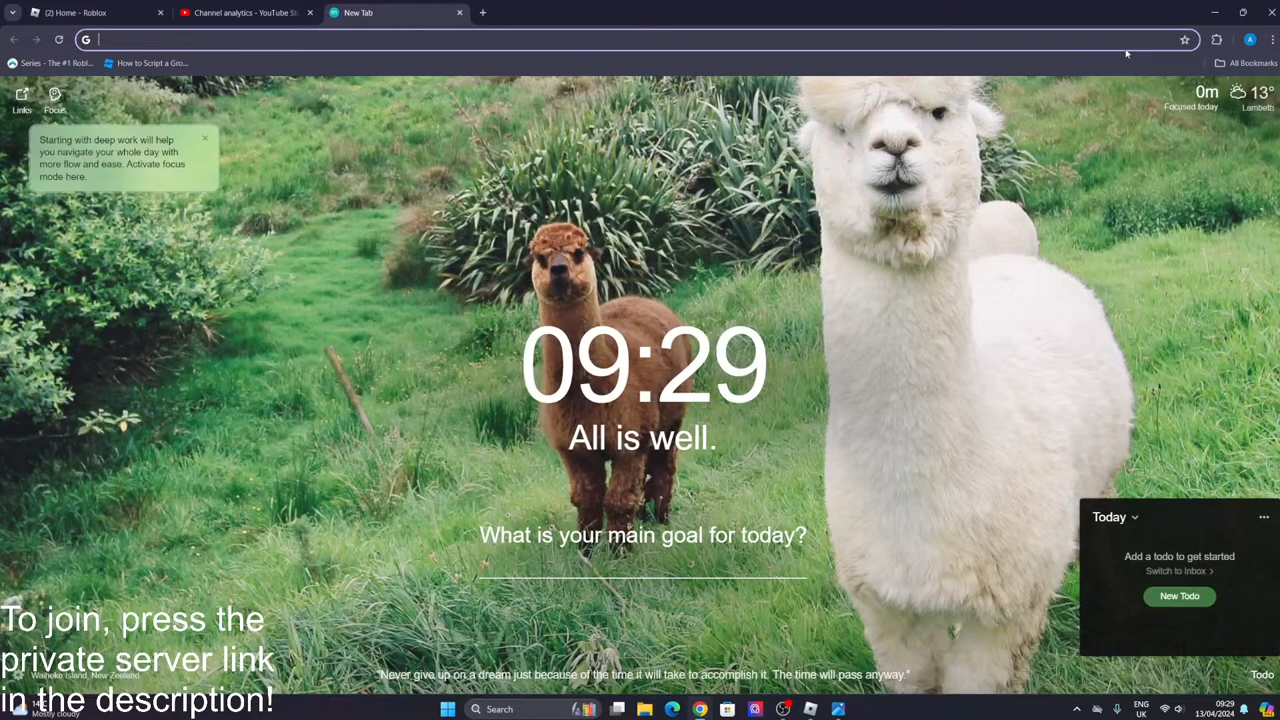 (2) Home - Roblox
Channel analytics - YouTube St
New Tab
Series - The #1 Robl...
How to Script a Gro...
All Bookmarks
Links
Focus
0m
Focused today
13°
Lambeth
Starting with deep work will help
you navigate your whole day with
more flow and ease. Activate focus
mode here.
09:29
All is well.
What is your main goal for today?
Today
Add a todo to get started
Switch to Inbox >
New Todo
To join, press the
private server link
in the description!
Waiheke Island, New Zealand
"Never give up on a dream just because of the time it will take to accomplish it. The time will pass anyway."
Todo
Mostly cloudy
Search
ENG
UK
09:29
13/04/2024